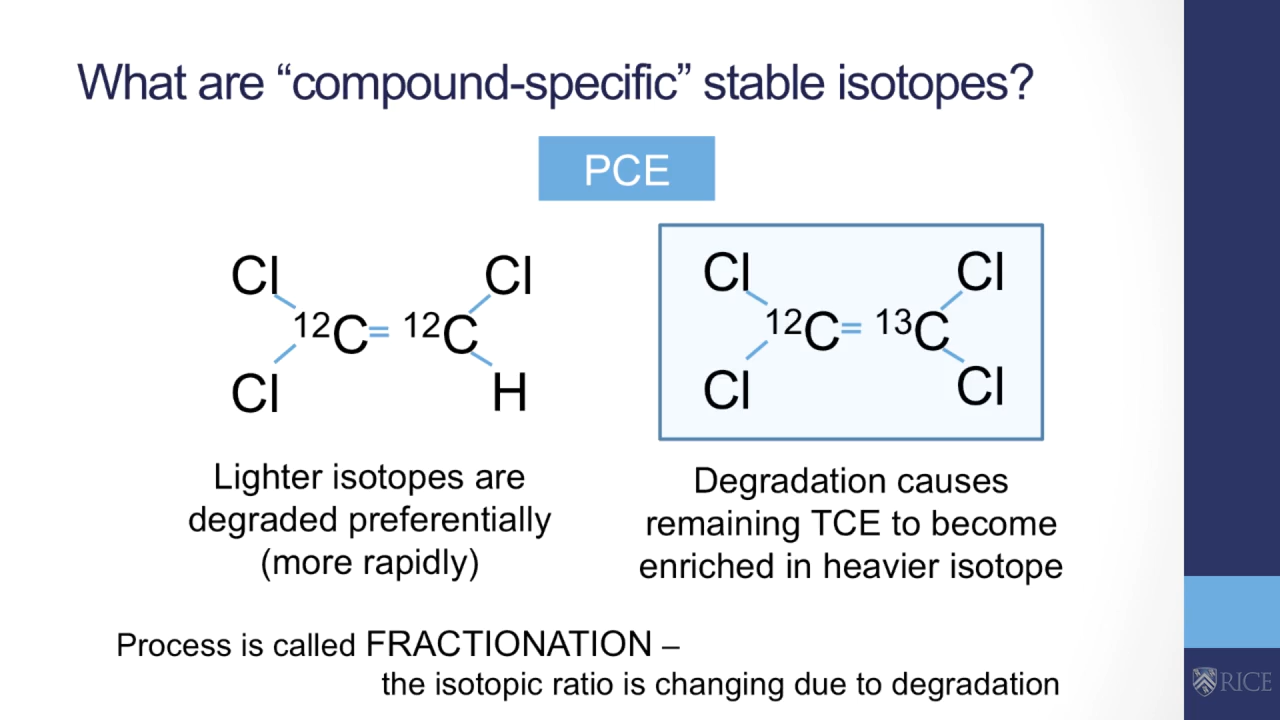 What are “compound-specific” stable isotopes?
PCE
Cl Cl
¹²C = ¹²C
Cl H
Cl Cl
¹²C = ¹³C
Cl Cl
Lighter isotopes are
degraded preferentially
(more rapidly)
Degradation causes
remaining TCE to become
enriched in heavier isotope
Process is called FRACTIONATION –
the isotopic ratio is changing due to degradation
RICE